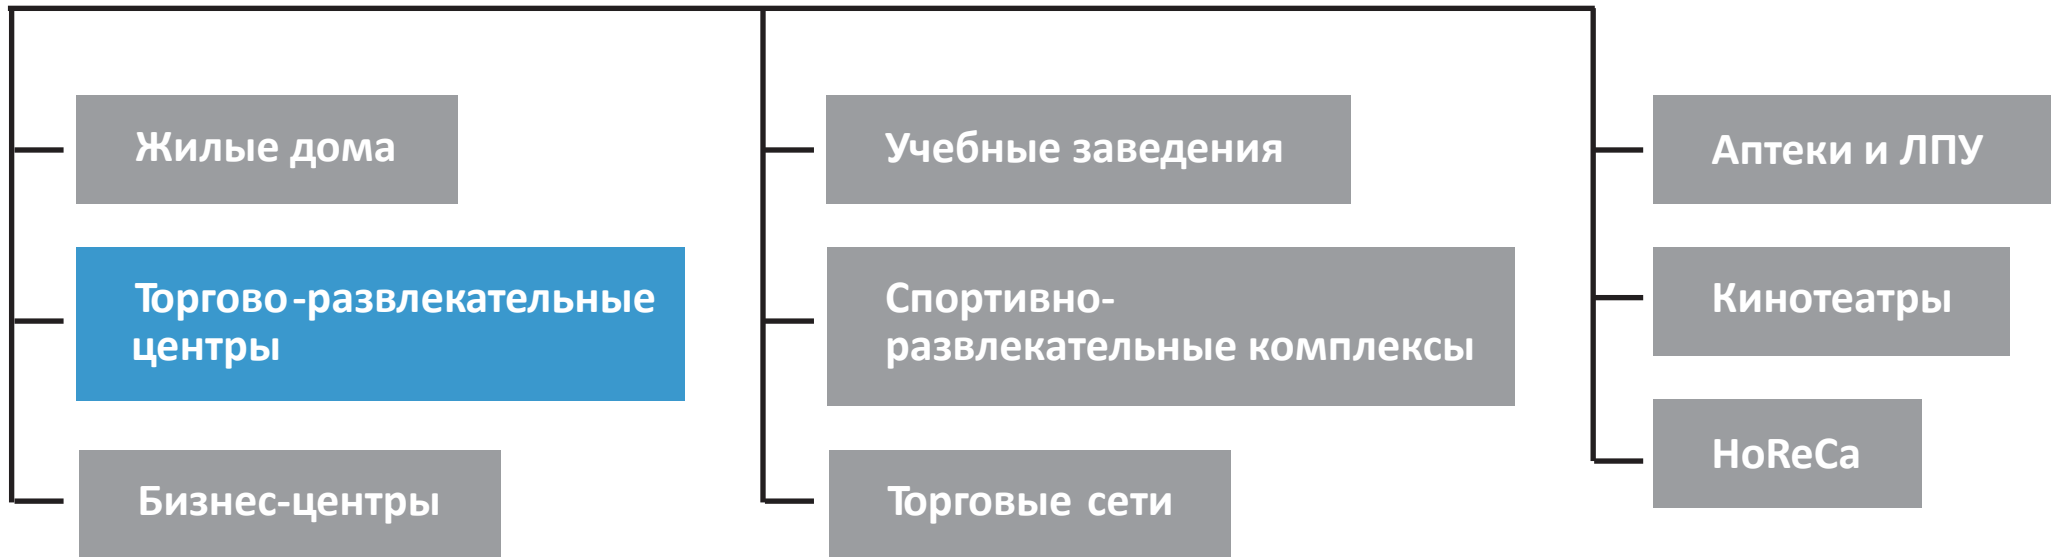 Жилые дома
Торгово-развлекательные
центры
Бизнес-центры
Учебные заведения
Спортивно-
развлекательные комплексы
Торговые сети
Аптеки и ЛПУ
Кинотеатры
HoReCa